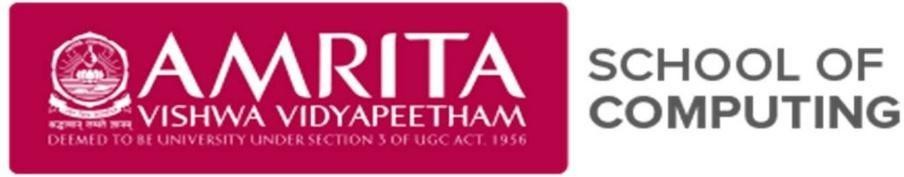 AMRITA
VISHWA VIDYAPEETHAM
DEEMED TO BE UNIVERSITY UNDER SECTION 3 OF UGC ACT. 1956
SCHOOL OF
COMPUTING